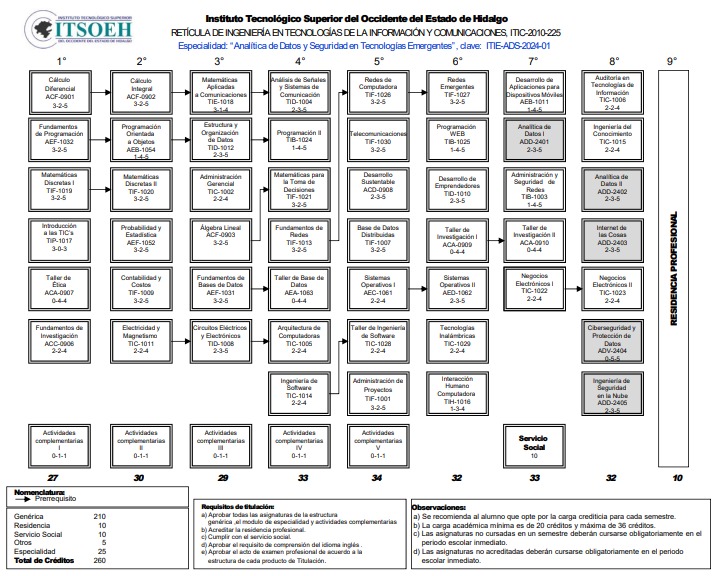 INSTITUTO TECNOLÓGICO SUPERIOR
ITSOEH
DEL OCCIDENTE DEL ESTADO DE HIDALGO
Instituto Tecnológico Superior del Occidente del Estado de Hidalgo
RETÍCULA DE INGENIERÍA EN TECNOLOGÍAS DE LA INFORMACIÓN Y COMUNICACIONES, ITIC-2010-225
Especialidad: "Analítica de Datos y Seguridad en Tecnologías Emergentes", clave: ITIE-ADS-2024-01
1° 2° 3° 4° 5° 6° 7° 8° 9°
Cálculo
Diferencial
ACF-0901
3-2-5
Cálculo
Integral
ACF-0902
3-2-5
Matemáticas
Aplicadas
a Comunicaciones
TIE-1018
3-1-4
Análisis de Señales
y Sistemas de
Comunicación
TID-1004
2-3-5
Redes de
Computadora
TIF-1026
3-2-5
Redes
Emergentes
TIF-1027
3-2-5
Desarrollo de
Aplicaciones para
Dispositivos Móviles
AEB-1011
1-4-5
Auditoría en
Tecnologías de
Información
TIC-1006
2-2-4
Fundamentos
de Programación
AEF-1032
3-2-5
Programación
Orientada
a Objetos
AEB-1054
1-4-5
Estructura y
Organización
de Datos
TID-1012
2-3-5
Programación II
TIB-1024
1-4-5
Telecomunicaciones
TIF-1030
3-2-5
Programación
WEB
TIB-1025
1-4-5
Analítica de
Datos I
ADD-2401
2-3-5
Ingeniería del
Conocimiento
TIC-1015
2-2-4
Matemáticas
Discretas I
TIF-1019
3-2-5
Matemáticas
Discretas II
TIF-1020
3-2-5
Administración
Gerencial
TIC-1002
2-2-4
Matemáticas para
la Toma de
Decisiones
TIF-1021
3-2-5
Desarrollo
Sustentable
ACD-0908
2-3-5
Desarrollo de
Emprendedores
TID-1010
2-3-5
Administración y
Seguridad de
Redes
TIB-1003
1-4-5
Analítica de
Datos II
ADD-2402
2-3-5
Introducción
a las TIC's
TIP-1017
3-0-3
Probabilidad y
Estadística
AEF-1052
3-2-5
Álgebra Lineal
ACF-0903
3-2-5
Fundamentos de
Redes
TIF-1013
3-2-5
Base de Datos
Distribuidas
TIF-1007
3-2-5
Taller de
Investigación I
ACA-0909
0-4-4
Taller de
Investigación II
ACA-0910
0-4-4
Internet de
las Cosas
ADD-2403
2-3-5
Taller de
Ética
ACA-0907
0-4-4
Contabilidad y
Costos
TIF-1009
3-2-5
Fundamentos de
Bases de Datos
AEF-1031
3-2-5
Taller de Base de
Datos
AEA-1063
0-4-4
Sistemas
Operativos I
AEC-1061
2-2-4
Sistemas
Operativos II
AED-1062
2-3-5
Negocios
Electrónicos I
TIC-1022
2-2-4
Negocios
Electrónicos II
TIC-1023
2-2-4
Fundamentos de
Investigación
ACC-0906
2-2-4
Electricidad y
Magnetismo
TIC-1011
2-2-4
Circuitos Eléctricos
y Electrónicos
TID-1008
2-3-5
Arquitectura de
Computadoras
TIC-1005
2-2-4
Taller de Ingeniería
de Software
TIC-1028
2-2-4
Tecnologías
Inalámbricas
TIC-1029
2-2-4
Ciberseguridad y
Protección de
Datos
ADV-2404
0-5-5
Ingeniería de
Software
TIC-1014
2-2-4
Administración de
Proyectos
TIF-1001
3-2-5
Interacción
Humano
Computadora
TIH-1016
1-3-4
Ingeniería de
Seguridad
en la Nube
ADD-2405
2-3-5
RESIDENCIA PROFESIONAL
Actividades
complementarias
I
0-1-1
Actividades
complementarias
II
0-1-1
Actividades
complementarias
III
0-1-1
Actividades
complementarias
IV
0-1-1
Actividades
complementarias
V
0-1-1
Servicio
Social
10
27 30 29 33 34 32 33 32 10
Nomenclatura:
Prerrequisito
Genérica 210
Residencia 10
Servicio Social 10
Otros 5
Especialidad 25
Total de Créditos 260
Requisitos de titulación:
a) Aprobar todas las asignaturas de la estructura
genérica ,el modulo de especialidad y actividades complementarias
b) Acreditar la residencia profesional.
c) Cumplir con el servicio social.
d) Aprobar el requisito de comprensión del idioma inglés .
e) Aprobar el acto de examen profesional de acuerdo a la
estructura de cada producto de Titulación.
Observaciones:
a) Se recomienda al alumno que opte por la carga crediticia para cada semestre.
b) La carga académica mínima es de 20 créditos y máxima de 36 créditos.
c) Las asignaturas no cursadas en un semestre deberán cursarse obligatoriamente en el
periodo escolar inmediato.
d) Las asignaturas no acreditadas deberán cursarse obligatoriamente en el periodo
escolar inmediato.